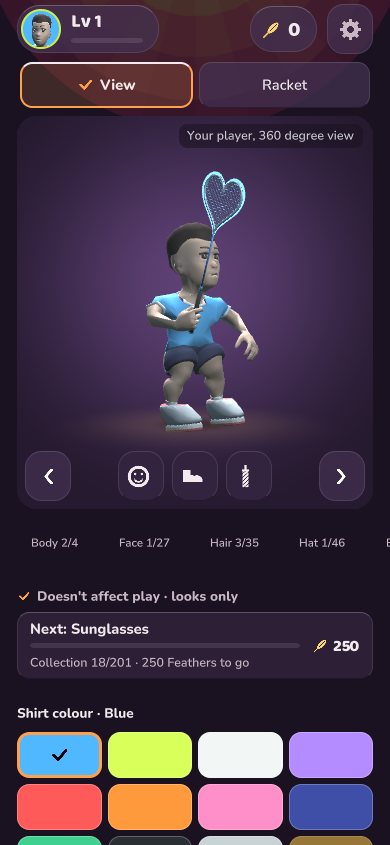 Lv 1
0
View
Racket
Your player, 360 degree view
Body 2/4
Face 1/27
Hair 3/35
Hat 1/46
Doesn't affect play · looks only
Next: Sunglasses
250
Collection 18/201 · 250 Feathers to go
Shirt colour · Blue